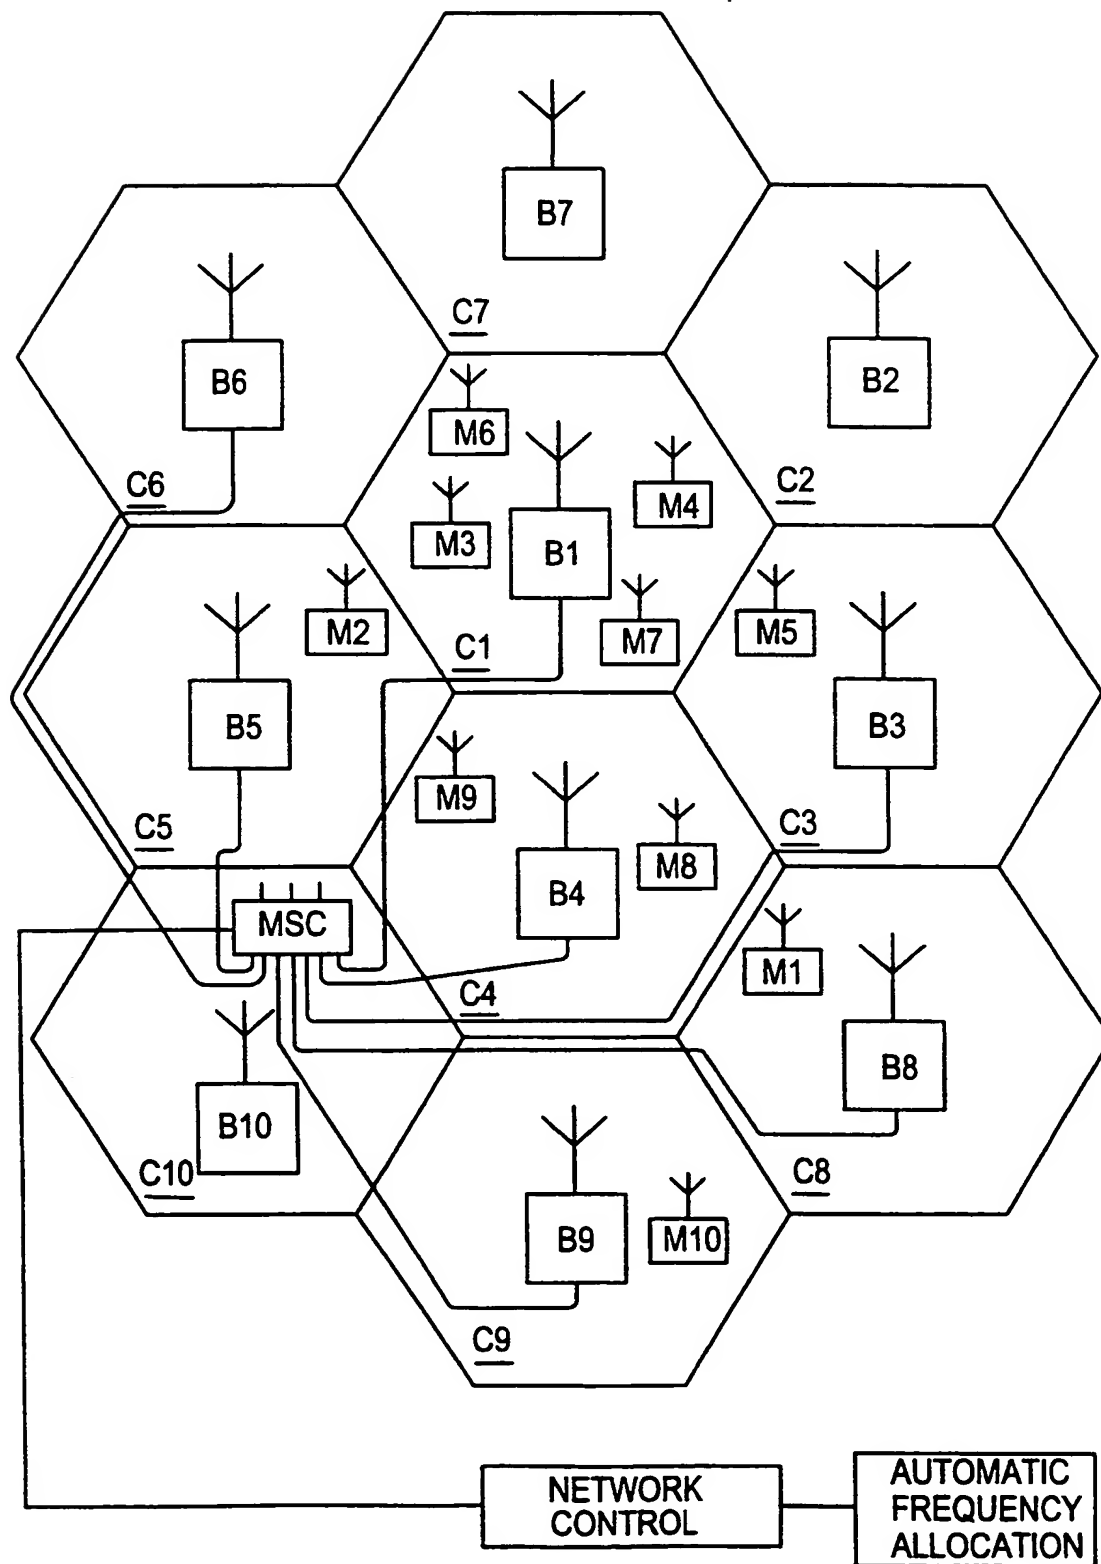 B7
C7
B6
B2
M6
C6
C2
M4
M3
B1
M2
M7
M5
C1
B5
B3
M9
C5
C3
M8
B4
MSC
M1
C4
B8
B10
C10
C8
B9
M10
C9
NETWORK
CONTROL
AUTOMATIC
FREQUENCY
ALLOCATION